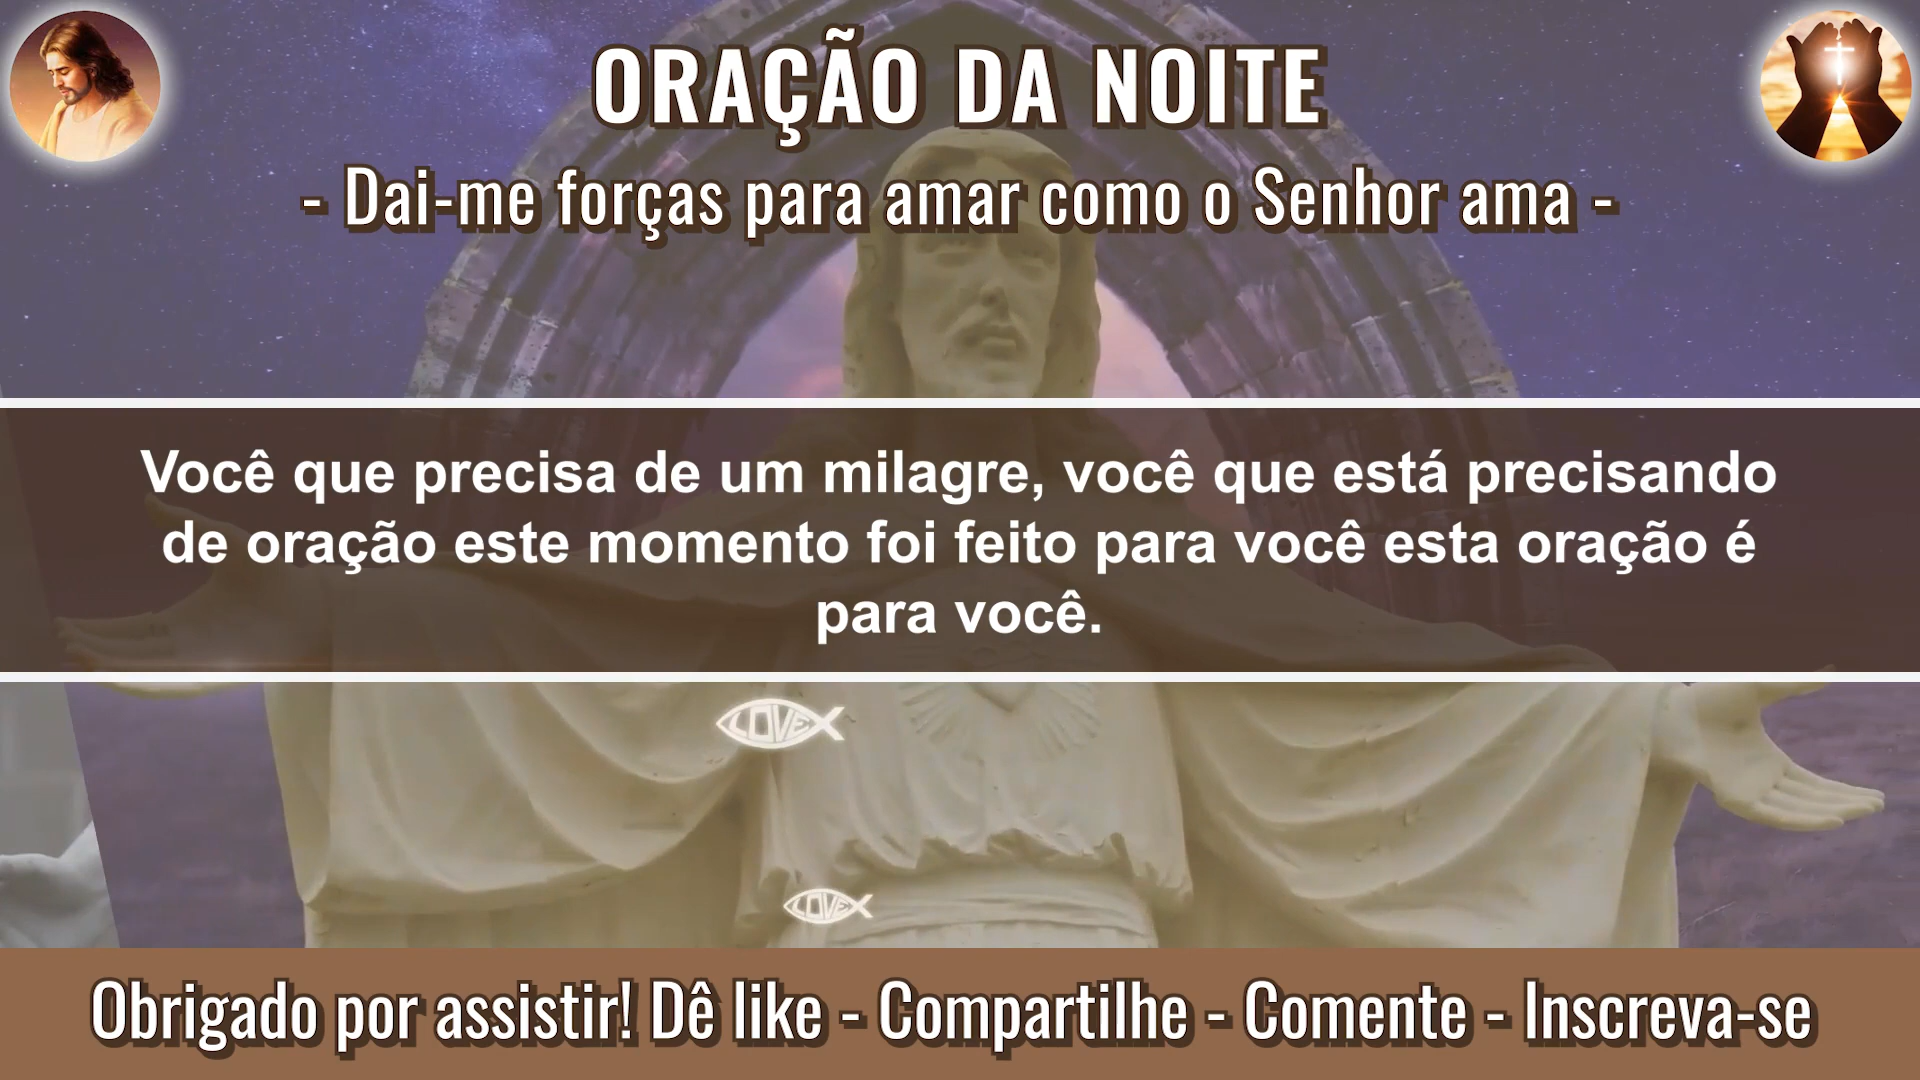 ORAÇÃO DA NOITE
- Dai-me forças para amar como o Senhor ama -
Você que precisa de um milagre, você que está precisando
de oração este momento foi feito para você esta oração é
para você.
LOVE
LOVE
Obrigado por assistir! Dê like - Compartilhe - Comente - Inscreva-se